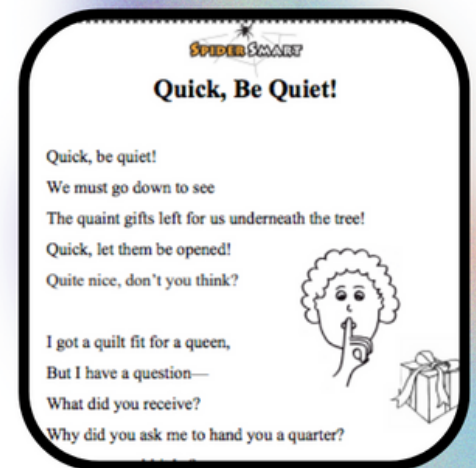 SPIDER SMART
Quick, Be Quiet!
Quick, be quiet!
We must go down to see
The quaint gifts left for us underneath the tree!
Quick, let them be opened!
Quite nice, don't you think?
I got a quilt fit for a queen,
But I have a question—
What did you receive?
Why did you ask me to hand you a quarter?